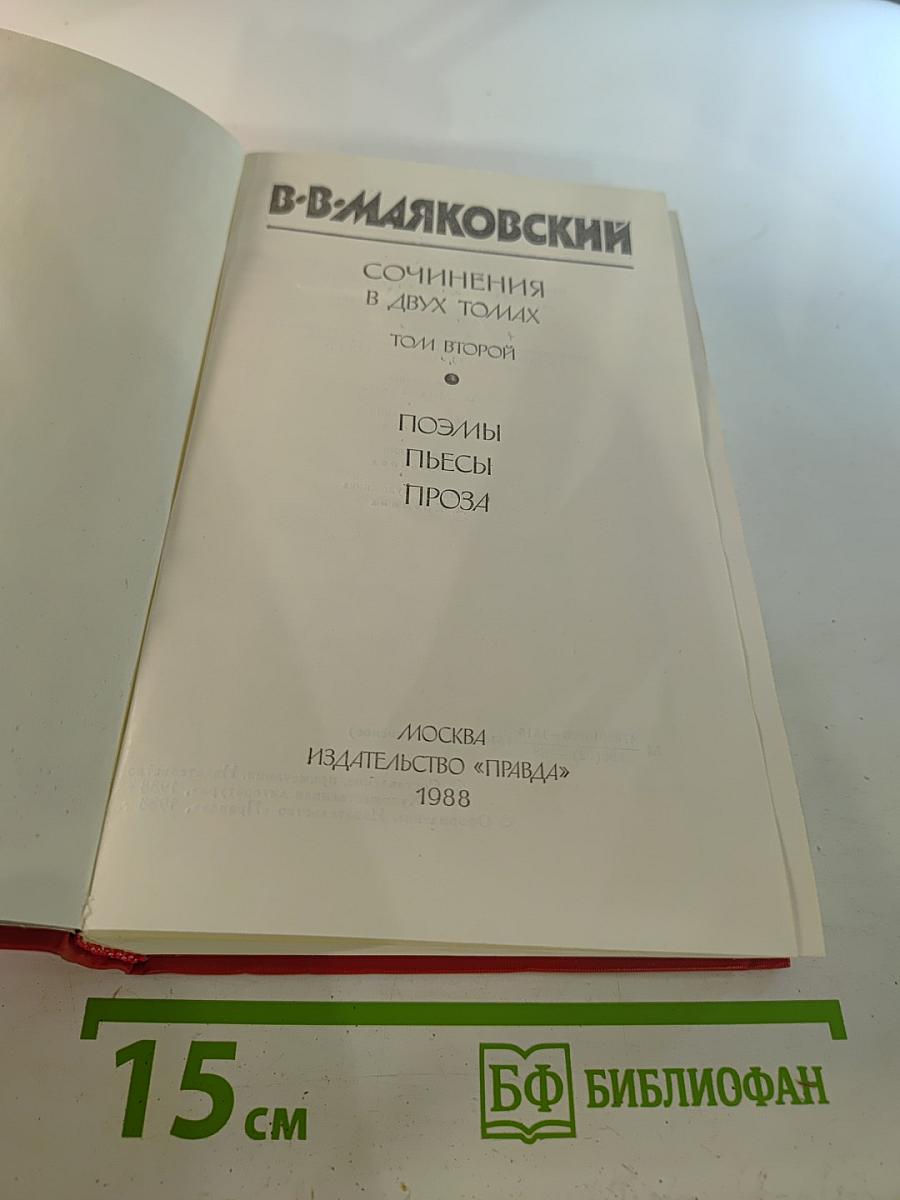 В·В·МАЯКОВСКИЙ
СОЧИНЕНИЯ
В ДВУХ ТОМАХ
ТОМ ВТОРОЙ
ПОЭМЫ
ПЬЕСЫ
ПРОЗА
МОСКВА
ИЗДАТЕЛЬСТВО «ПРАВДА»
1988
15 см
БФ БИБЛИОФАН